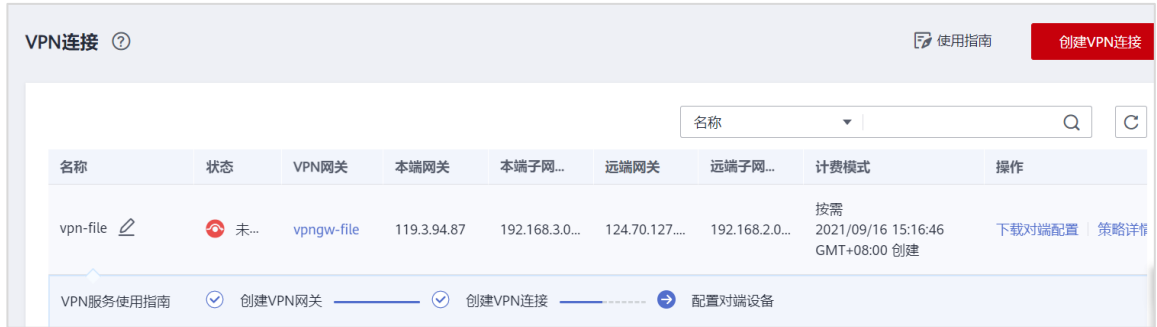 VPN连接
使用指南
创建VPN连接
名称
名称 状态 VPN网关 本端网关 本端子网... 远端网关 远端子网... 计费模式 操作
vpn-file 未... vpngw-file 119.3.94.87 192.168.3.0... 124.70.127.... 192.168.2.0... 按需 下载对端配置 策略详情
2021/09/16 15:16:46
GMT+08:00 创建
VPN服务使用指南 创建VPN网关 创建VPN连接 配置对端设备